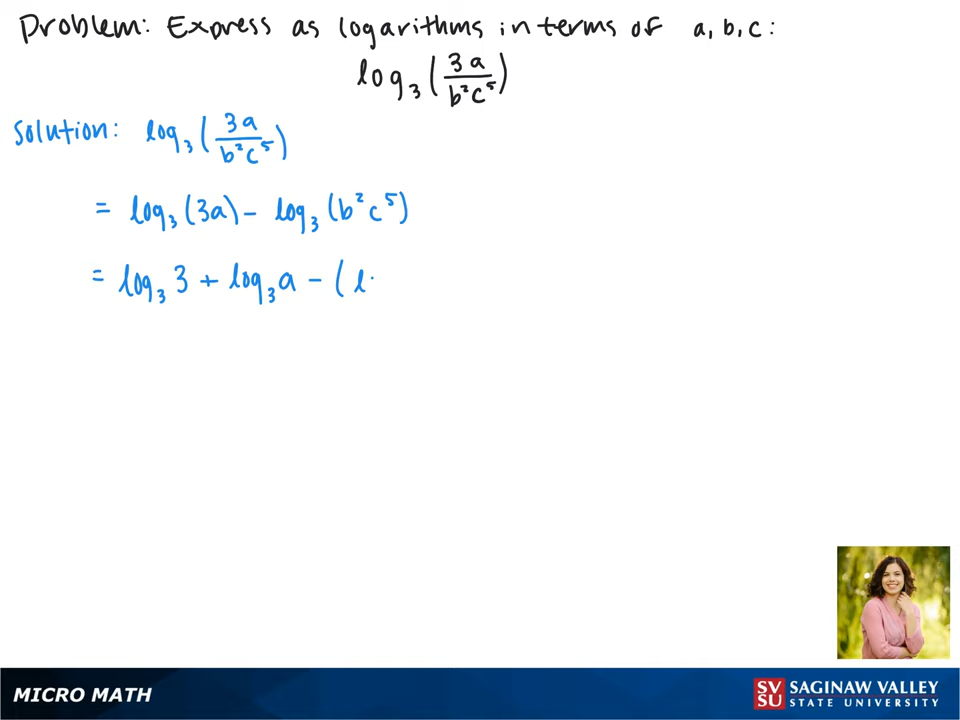 Problem: Express as logarithms in terms of a, b, c:
log₃(3a/b²c⁵)
Solution: log₃(3a/b²c⁵)
= log₃(3a) - log₃(b²c⁵)
= log₃3 + log₃a - (l
MICRO MATH
SVSU SAGINAW VALLEY
STATE UNIVERSITY